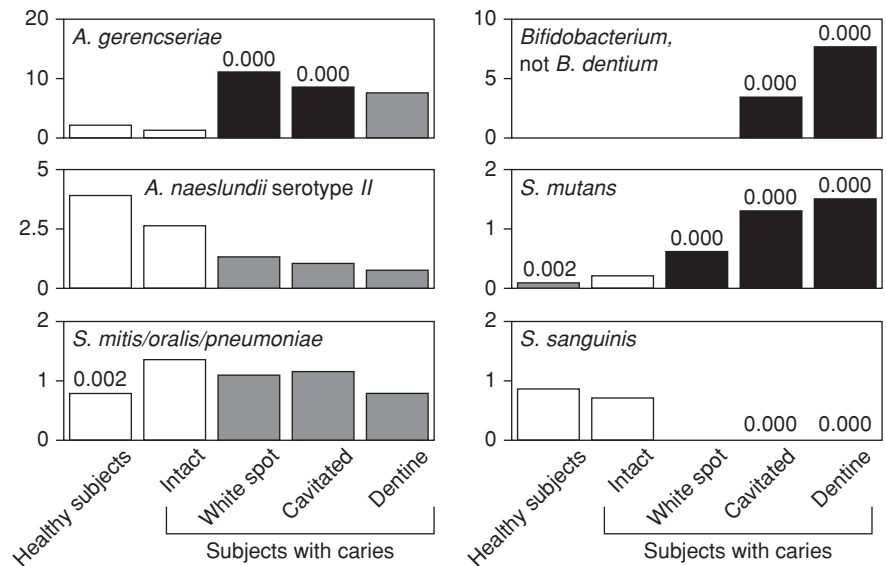 20
10
0
A. gerencseriae
0.000
0.000
10
5
0
Bifidobacterium,
not B. dentium
0.000
0.000
5
2.5
0
A. naeslundii serotype II
2
1
0
S. mutans
0.002
0.000
0.000
0.000
2
1
0
S. mitis/oralis/pneumoniae
0.002
2
1
0
S. sanguinis
0.000
0.000
Healthy subjects
Intact
White spot
Cavitated
Dentine
Subjects with caries
Healthy subjects
Intact
White spot
Cavitated
Dentine
Subjects with caries